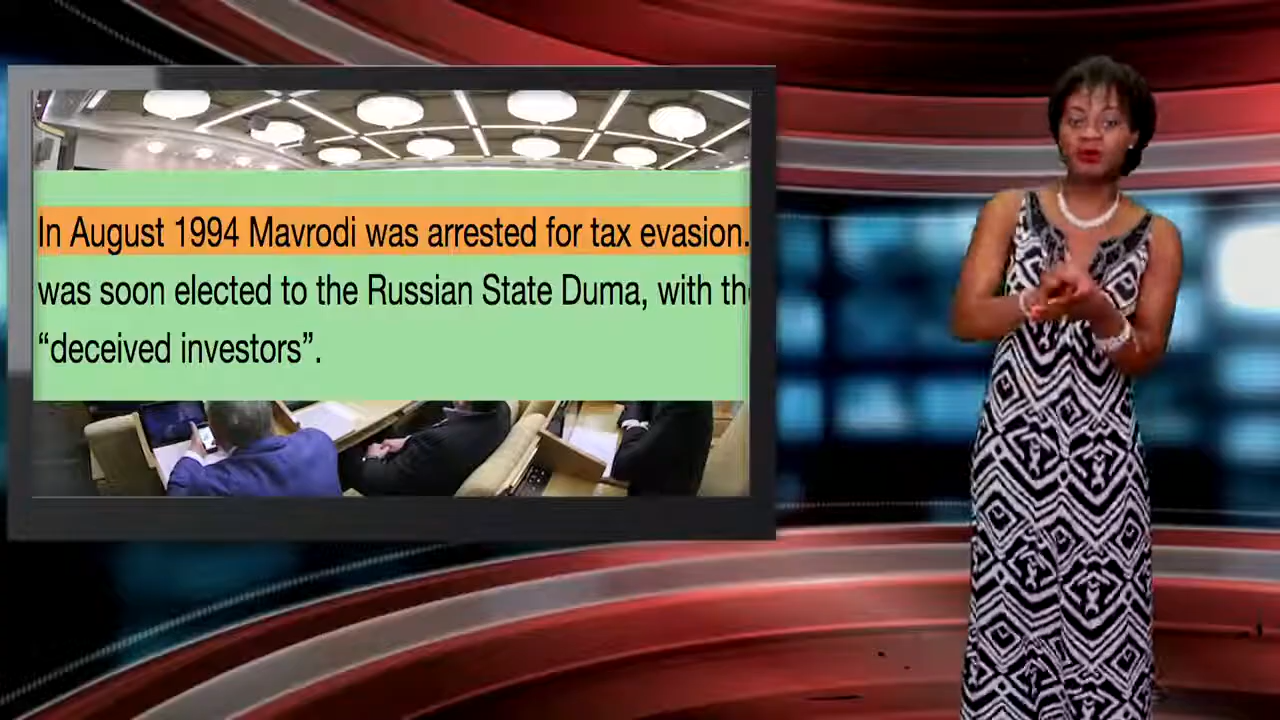 In August 1994 Mavrodi was arrested for tax evasion.
was soon elected to the Russian State Duma, with
“deceived investors”.